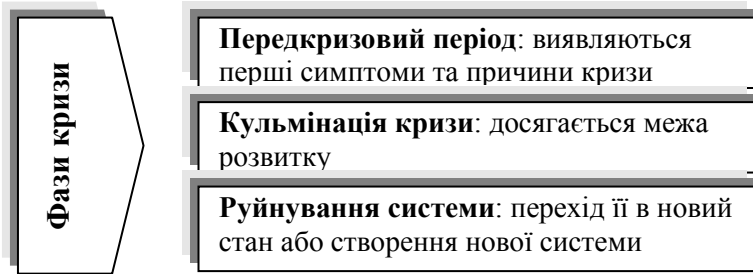 Фази кризи
Передкризовий період: виявляються
перші симптоми та причини кризи
Кульмінація кризи: досягається межа
розвитку
Руйнування системи: перехід її в новий
стан або створення нової системи